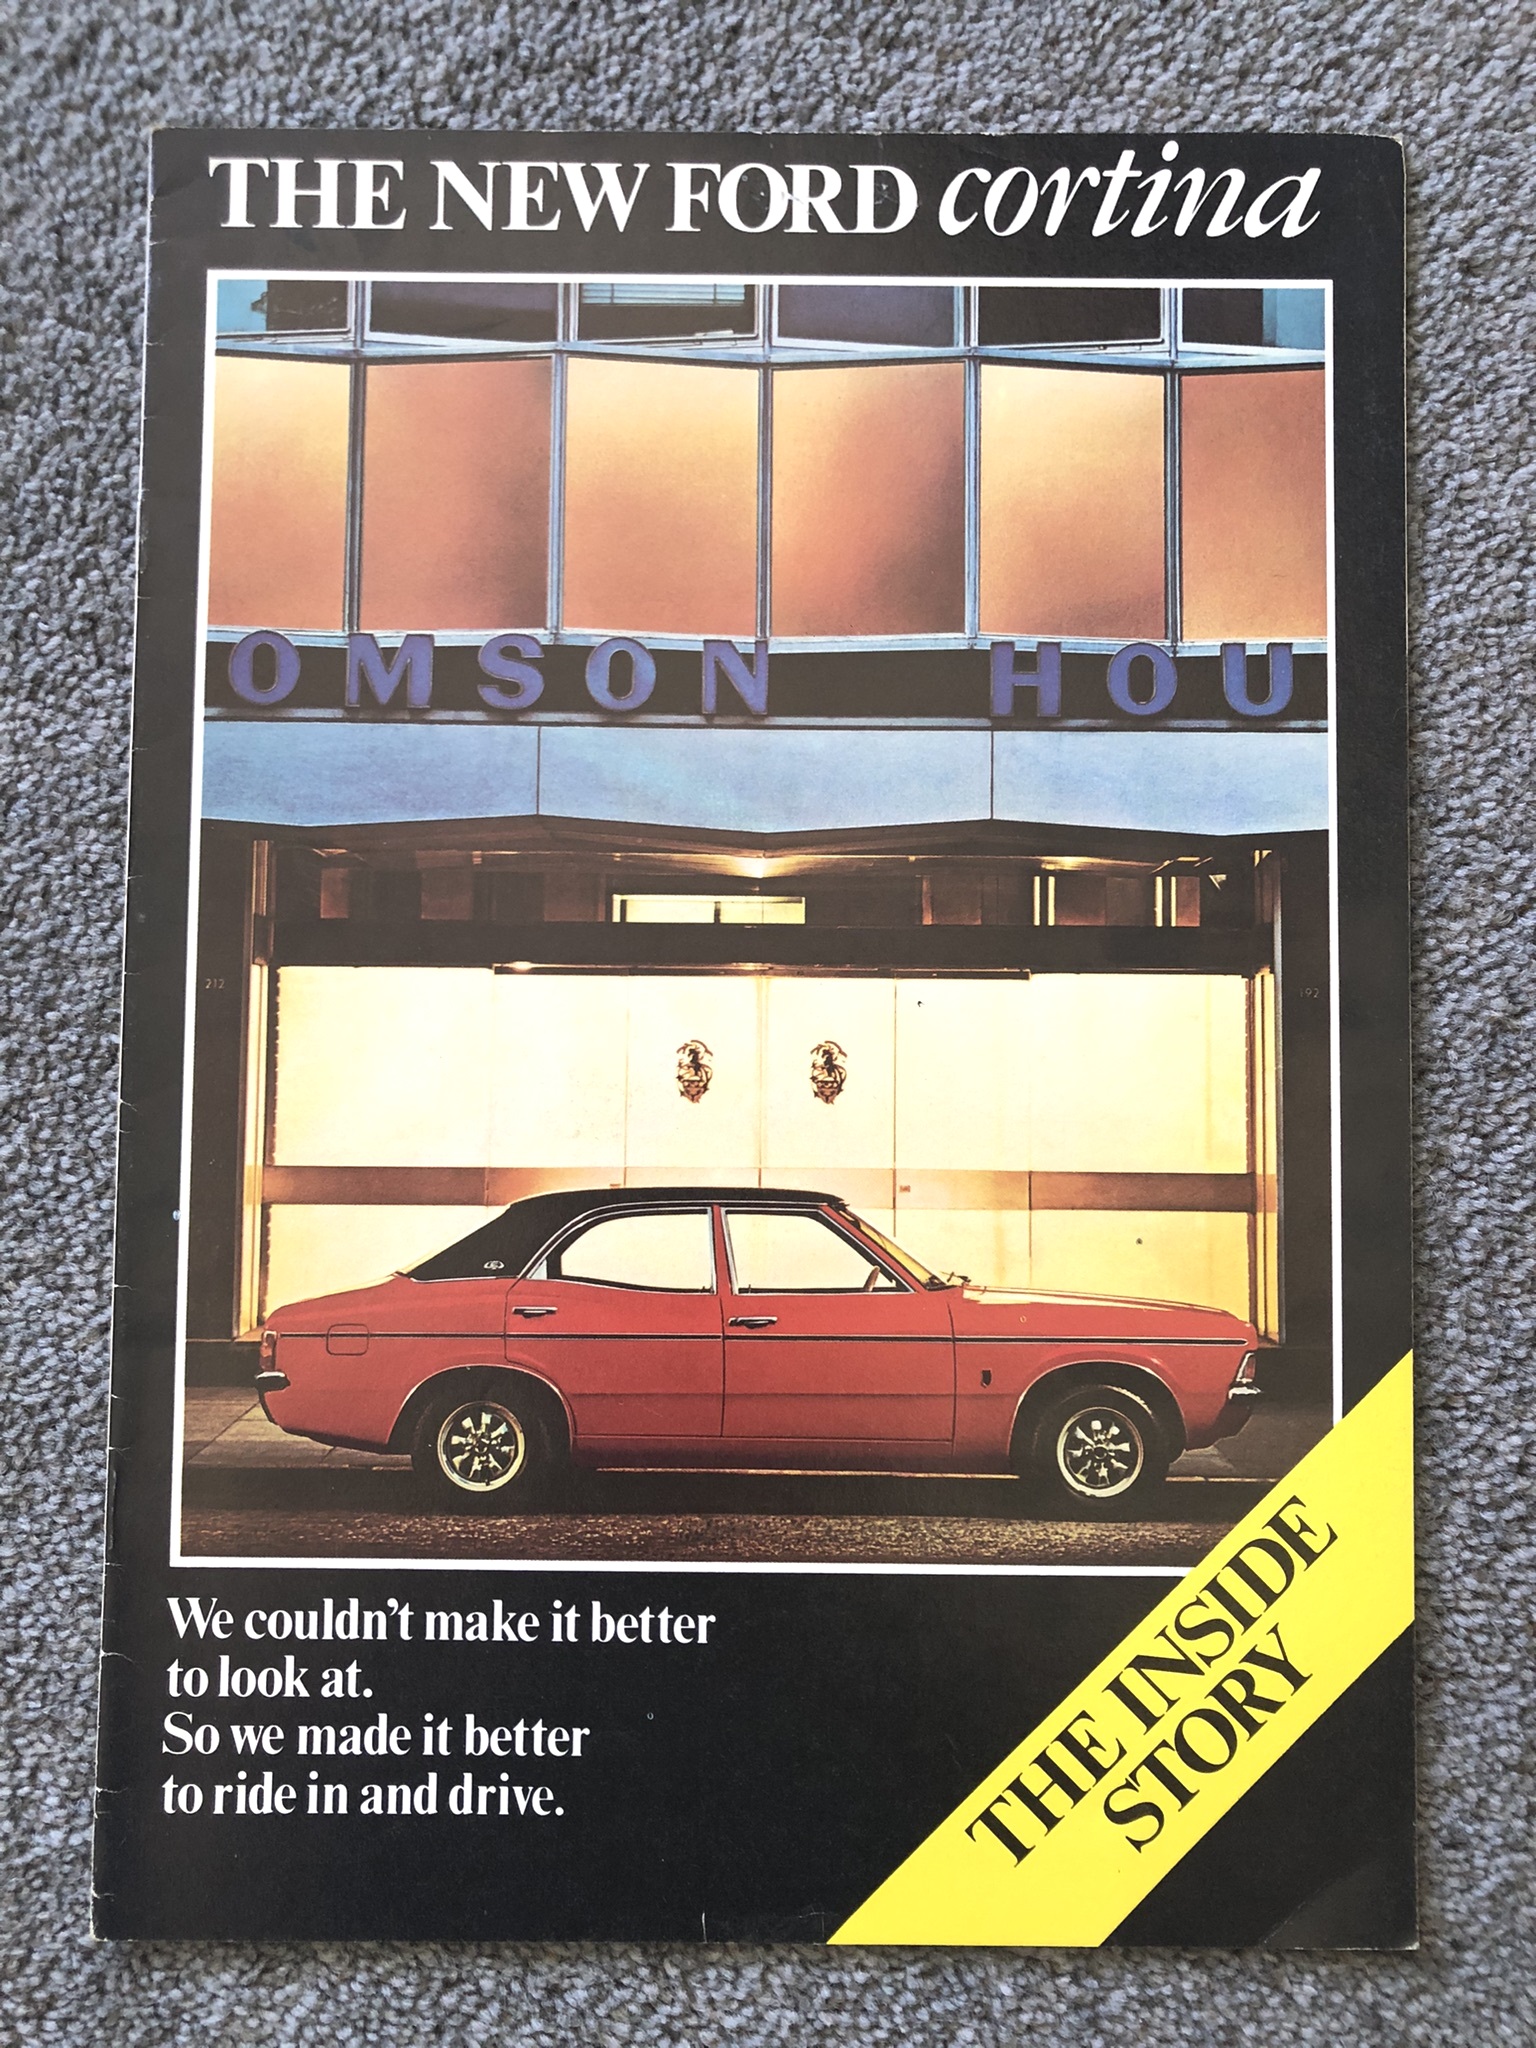 THE NEW FORD cortina
OMSON HOU
212
192
We couldn't make it better
to look at.
So we made it better
to ride in and drive.
THE INSIDE
STORY